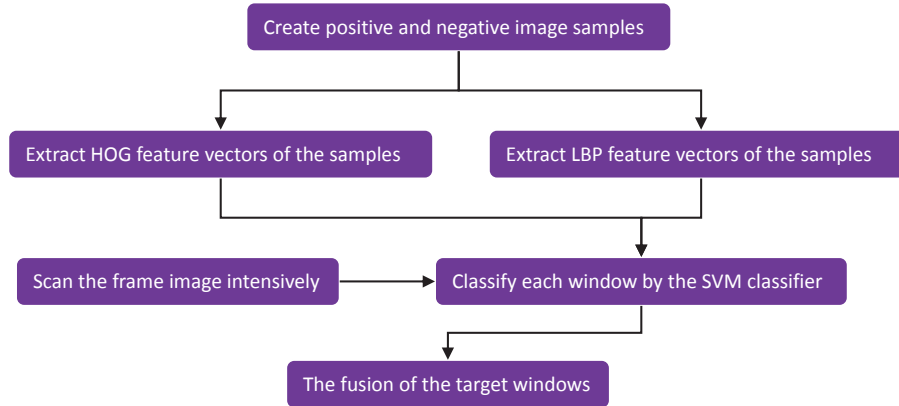 Create positive and negative image samples
Extract HOG feature vectors of the samples
Extract LBP feature vectors of the samples
Scan the frame image intensively
Classify each window by the SVM classifier
The fusion of the target windows